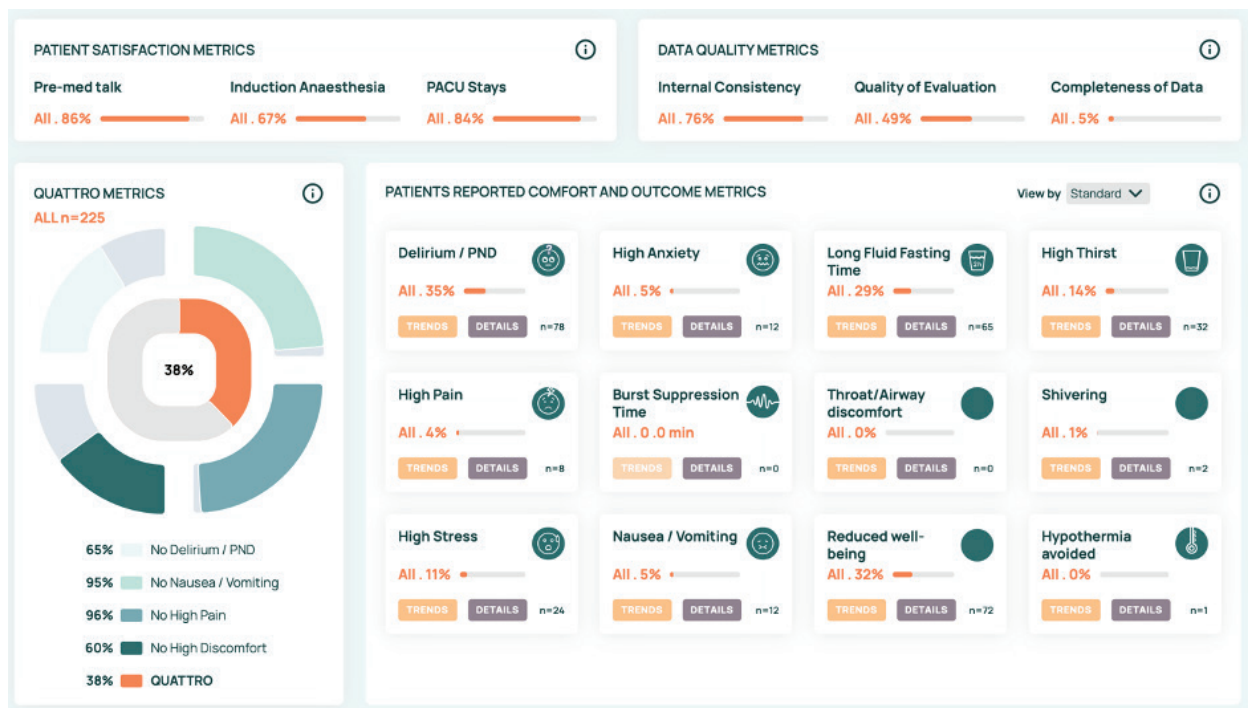 PATIENT SATISFACTION METRICS
Pre-med talk
All . 86%
Induction Anaesthesia
All . 67%
PACU Stays
All . 84%
DATA QUALITY METRICS
Internal Consistency
All . 76%
Quality of Evaluation
All . 49%
Completeness of Data
All . 5%
QUATTRO METRICS
ALL n=225
38%
65% No Delirium / PND
95% No Nausea / Vomiting
96% No High Pain
60% No High Discomfort
38% QUATTRO
PATIENTS REPORTED COMFORT AND OUTCOME METRICS
View by Standard
Delirium / PND
All . 35%
TRENDS DETAILS n=78
High Anxiety
All . 5%
TRENDS DETAILS n=12
Long Fluid Fasting
Time
2h
All . 29%
TRENDS DETAILS n=65
High Thirst
All . 14%
TRENDS DETAILS n=32
High Pain
All . 4%
TRENDS DETAILS n=8
Burst Suppression
Time
All . 0 .0 min
TRENDS DETAILS n=0
Throat/Airway
discomfort
All . 0%
TRENDS DETAILS n=0
Shivering
All . 1%
TRENDS DETAILS n=2
High Stress
All . 11%
TRENDS DETAILS n=24
Nausea / Vomiting
All . 5%
TRENDS DETAILS n=12
Reduced well-
being
All . 32%
TRENDS DETAILS n=72
Hypothermia
avoided
All . 0%
TRENDS DETAILS n=1